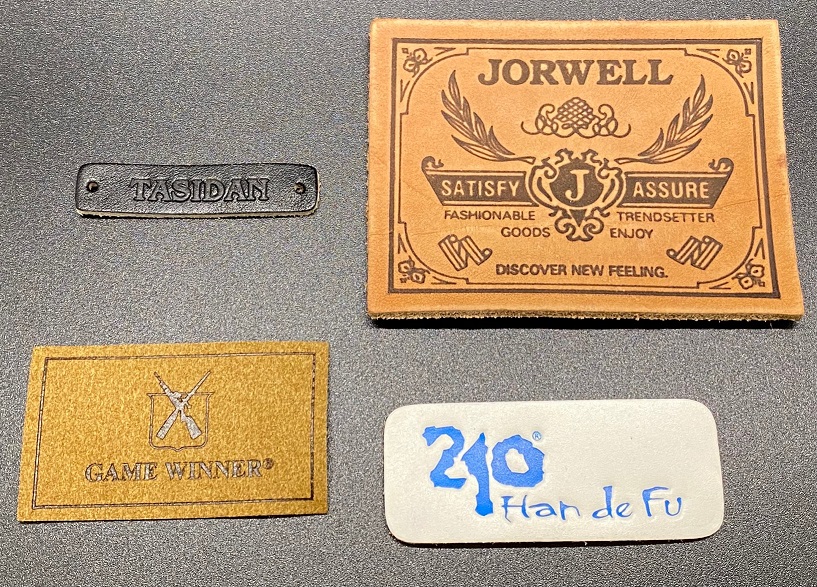 TASIDAN
JORWELL
SATISFY J ASSURE
FASHIONABLE TRENDSETTER
GOODS ENJOY
DISCOVER NEW FEELING.
GAME WINNER®
210®
Han de Fu